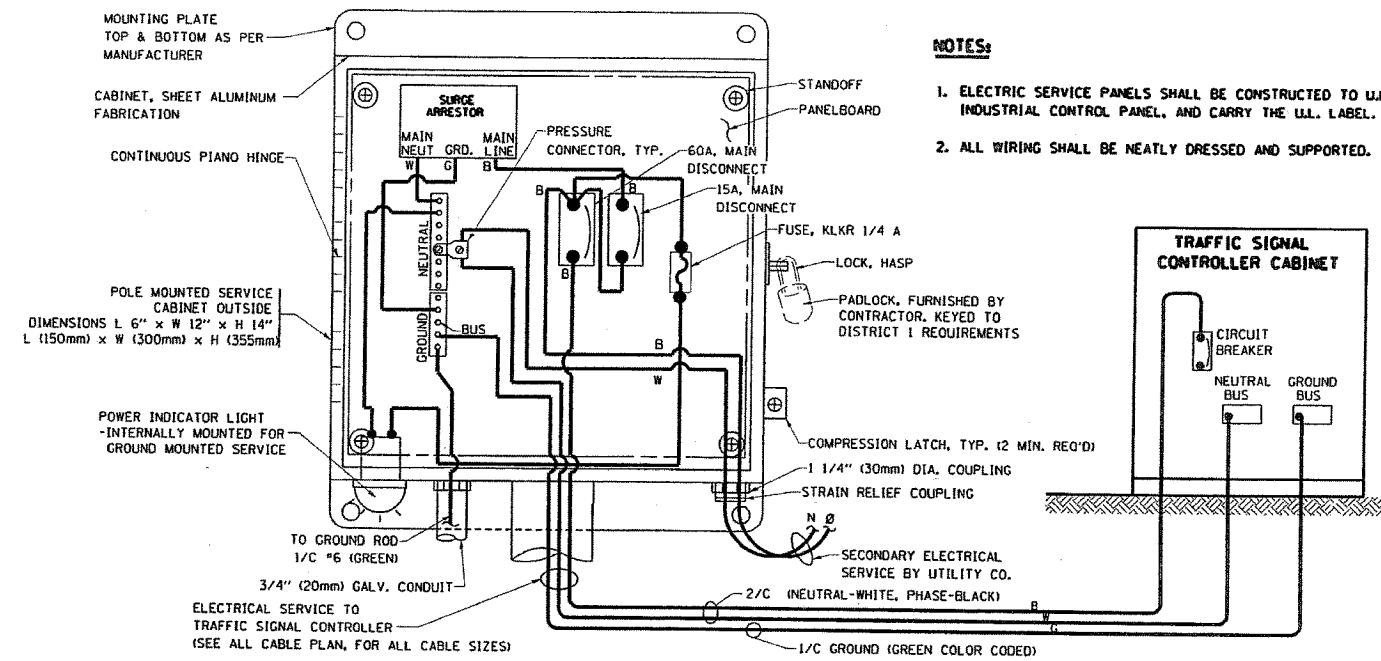 MOUNTING PLATE
TOP & BOTTOM AS PER
MANUFACTURER
CABINET, SHEET ALUMINUM
FABRICATION
CONTINUOUS PIANO HINGE
POLE MOUNTED SERVICE
CABINET OUTSIDE
DIMENSIONS L 6" x W 12" x H 14"
L (150mm) x W (300mm) x H (355mm)
POWER INDICATOR LIGHT
-INTERNALLY MOUNTED FOR
GROUND MOUNTED SERVICE
SURGE
ARRESTOR
MAIN
NEUT
GRD.
MAIN
LINE
W
G
B
PRESSURE
CONNECTOR, TYP.
NEUTRAL
GROUND
BUS
B
B
B
B
W
STANDOFF
PANELBOARD
60A, MAIN
DISCONNECT
15A, MAIN
DISCONNECT
FUSE, KLKR 1/4 A
LOCK, HASP
PADLOCK, FURNISHED BY
CONTRACTOR. KEYED TO
DISTRICT 1 REQUIREMENTS
COMPRESSION LATCH, TYP. (2 MIN. REQ'D)
1 1/4" (30mm) DIA. COUPLING
STRAIN RELIEF COUPLING
N Ø
SECONDARY ELECTRICAL
SERVICE BY UTILITY CO.
TO GROUND ROD
1/C #6 (GREEN)
3/4" (20mm) GALV. CONDUIT
ELECTRICAL SERVICE TO
TRAFFIC SIGNAL CONTROLLER
(SEE ALL CABLE PLAN, FOR ALL CABLE SIZES)
2/C (NEUTRAL-WHITE, PHASE-BLACK)
B
W
G
1/C GROUND (GREEN COLOR CODED)
NOTES:
1. ELECTRIC SERVICE PANELS SHALL BE CONSTRUCTED TO U.L
INDUSTRIAL CONTROL PANEL, AND CARRY THE U.L. LABEL.
2. ALL WIRING SHALL BE NEATLY DRESSED AND SUPPORTED.
TRAFFIC SIGNAL
CONTROLLER CABINET
CIRCUIT
BREAKER
NEUTRAL
BUS
GROUND
BUS